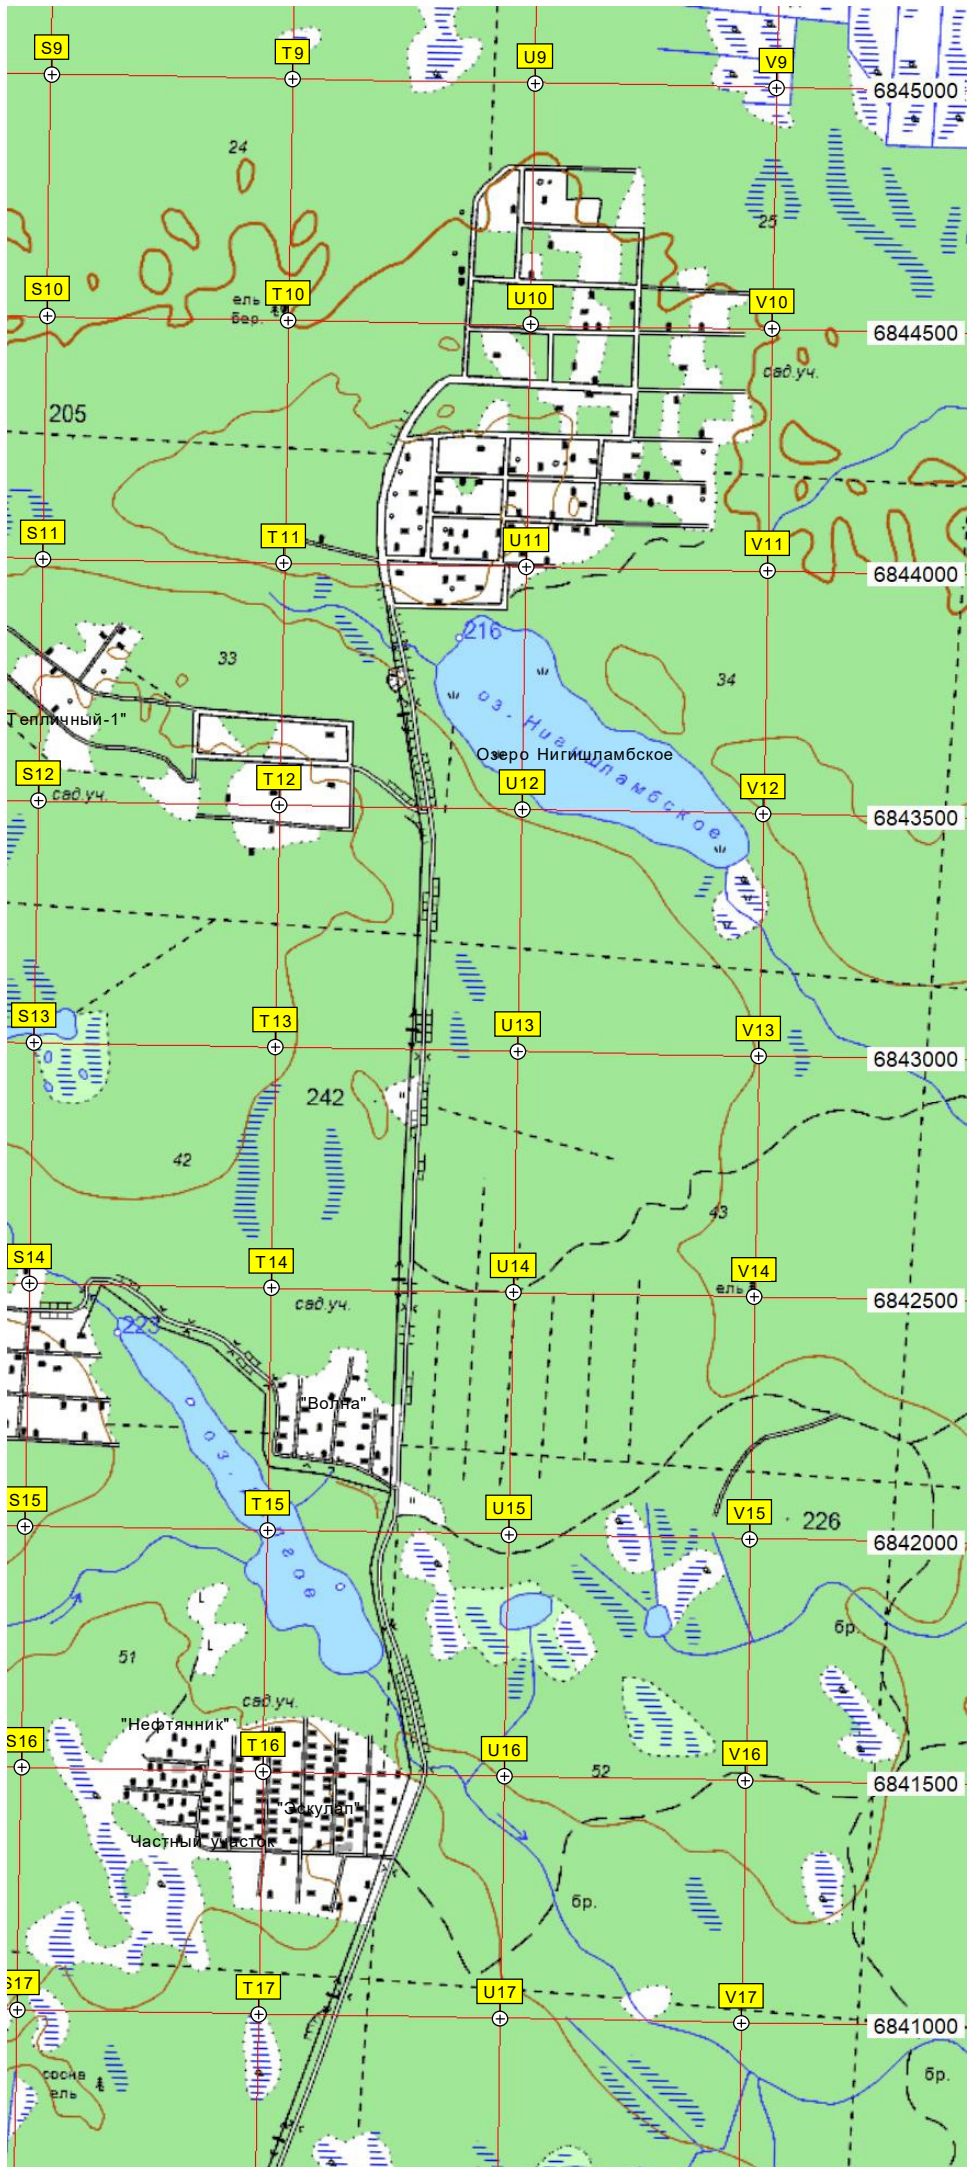 S9
T9
U9
V9
6845000
24
25
S10
T10
U10
V10
ель
бер.
6844500
сад.уч.
205
S11
T11
U11
V11
6844000
216
33
34
Тепличный-1"
оз. Нигишламбское
Озеро Нигишламбское
S12
T12
U12
V12
сад.уч.
6843500
S13
T13
U13
V13
6843000
242
42
43
S14
T14
U14
V14
ель
сад.уч.
6842500
223
"Волна"
оз.
S15
T15
U15
V15
226
6842000
бр.
51
сад.уч.
"Нефтянник"
S16
T16
U16
V16
52
6841500
"Эскулап"
Частный участок
бр.
S17
T17
U17
V17
6841000
сосна
ель
бр.